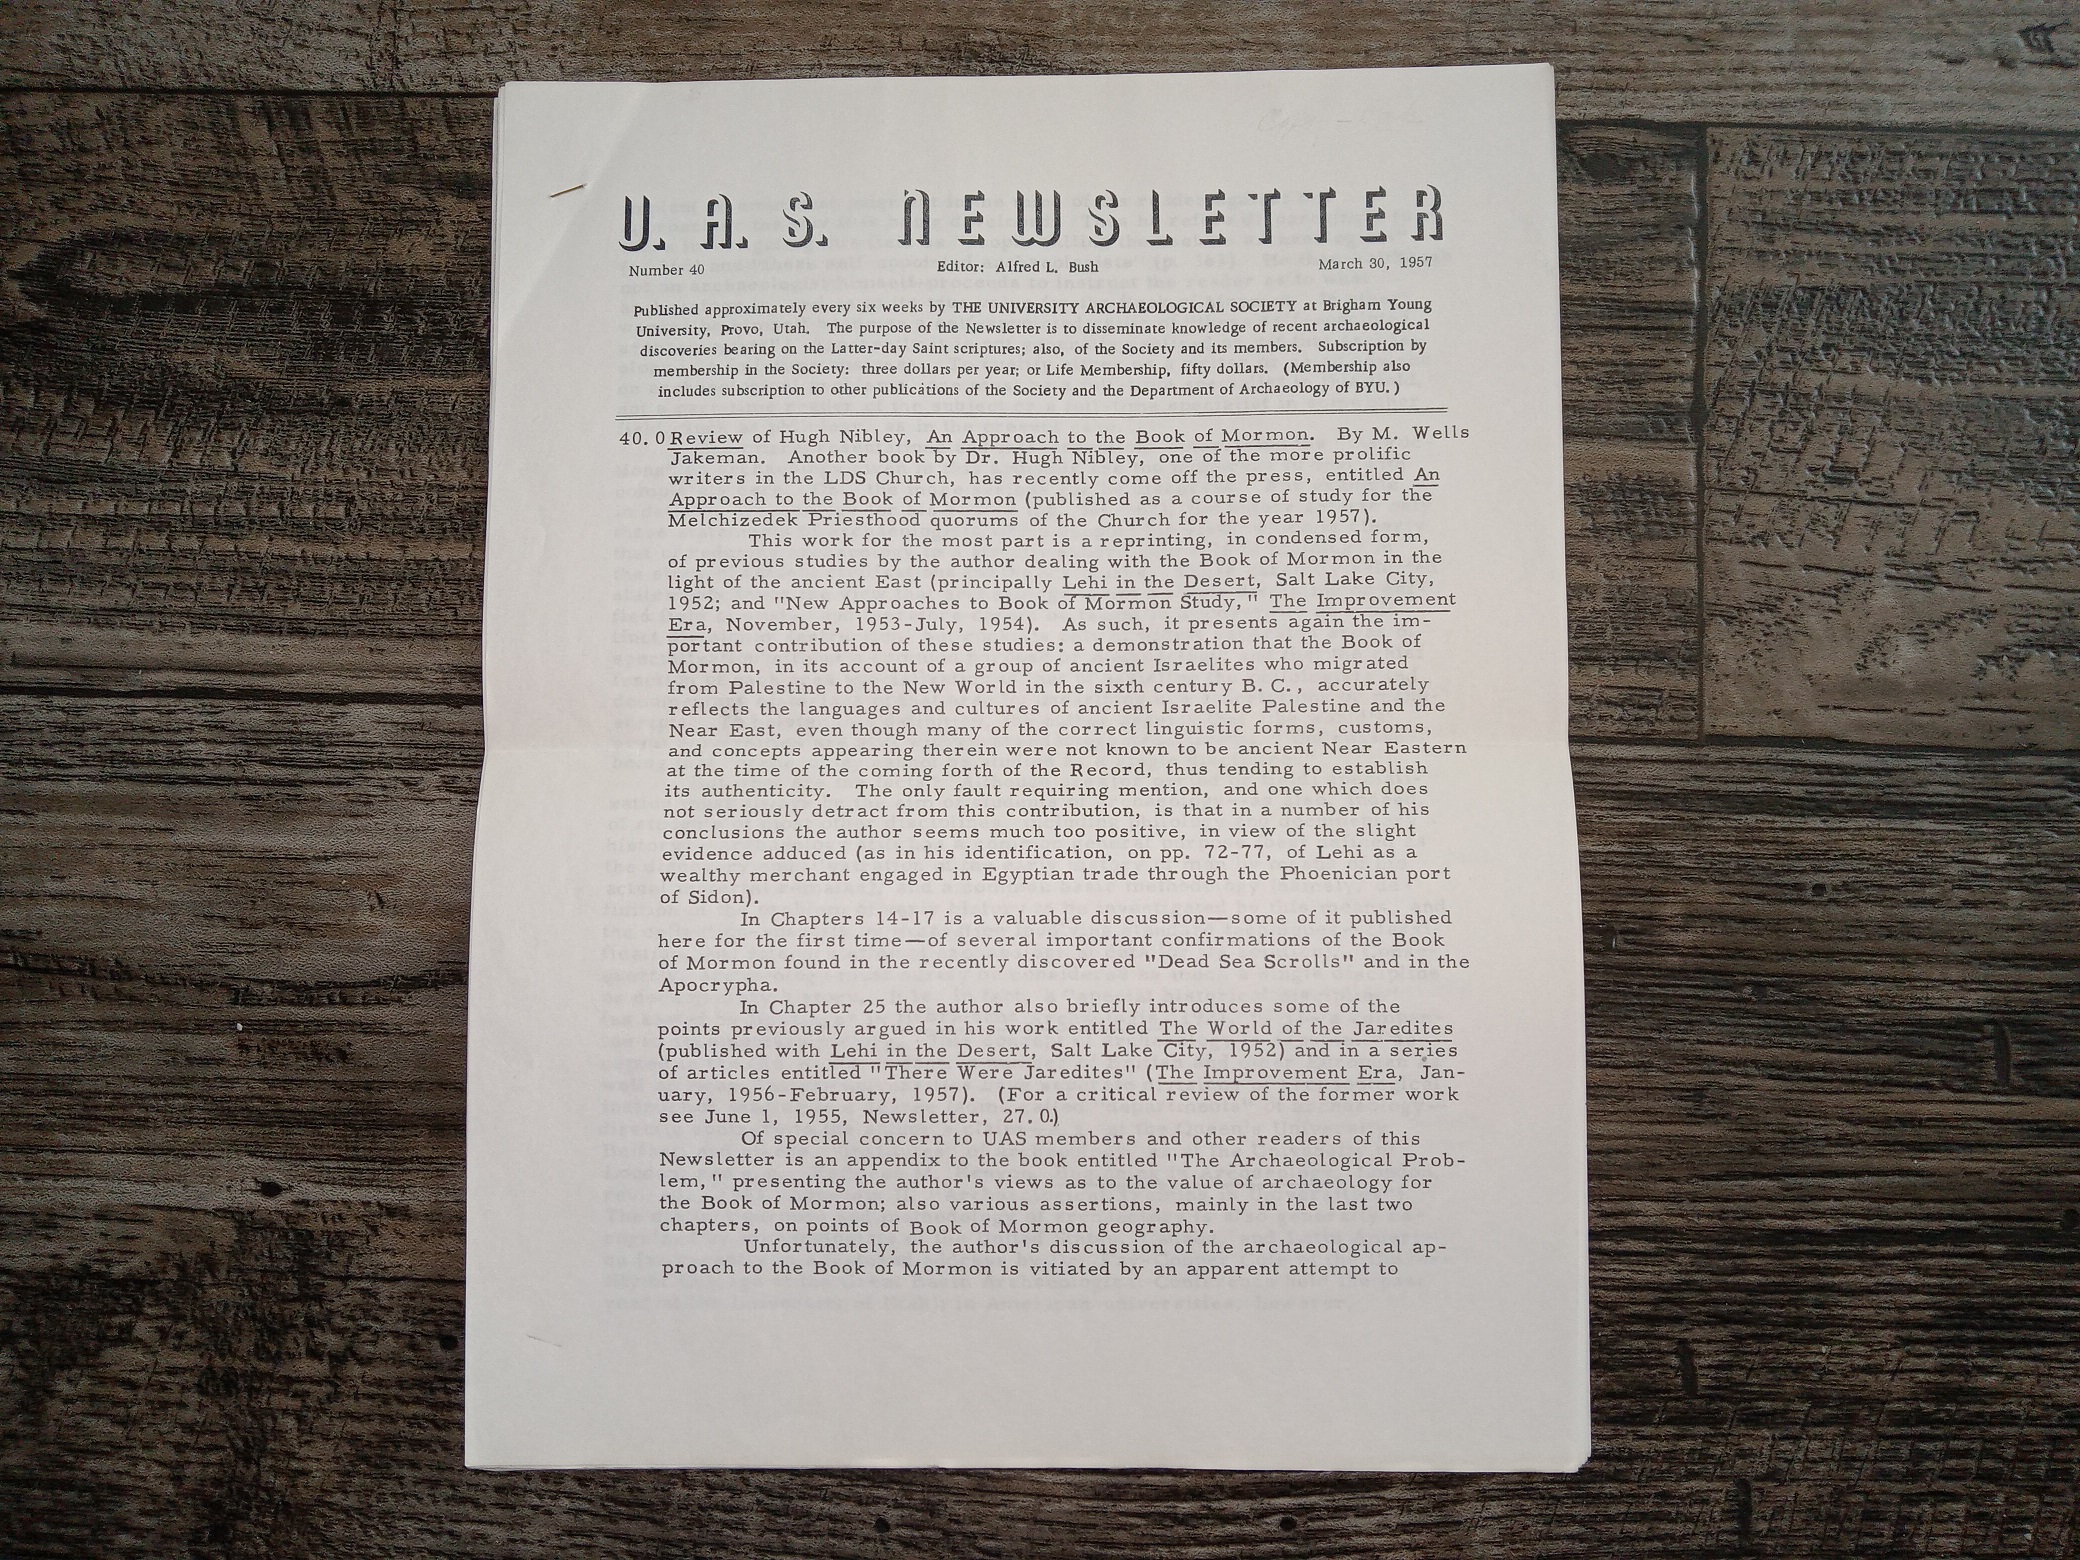 U. A. S. NEWSLETTER
Number 40 Editor: Alfred L. Bush March 30, 1957
Published approximately every six weeks by THE UNIVERSITY ARCHAEOLOGICAL SOCIETY at Brigham Young
University, Provo, Utah. The purpose of the Newsletter is to disseminate knowledge of recent archaeological
discoveries bearing on the Latter-day Saint scriptures; also, of the Society and its members. Subscription by
membership in the Society: three dollars per year; or Life Membership, fifty dollars. (Membership also
includes subscription to other publications of the Society and the Department of Archaeology of BYU.)
40.0 Review of Hugh Nibley, An Approach to the Book of Mormon. By M. Wells
Jakeman. Another book by Dr. Hugh Nibley, one of the more prolific
writers in the LDS Church, has recently come off the press, entitled An
Approach to the Book of Mormon (published as a course of study for the
Melchizedek Priesthood quorums of the Church for the year 1957).
This work for the most part is a reprinting, in condensed form,
of previous studies by the author dealing with the Book of Mormon in the
light of the ancient East (principally Lehi in the Desert, Salt Lake City,
1952; and "New Approaches to Book of Mormon Study," The Improvement
Era, November, 1953-July, 1954). As such, it presents again the im-
portant contribution of these studies: a demonstration that the Book of
Mormon, in its account of a group of ancient Israelites who migrated
from Palestine to the New World in the sixth century B. C., accurately
reflects the languages and cultures of ancient Israelite Palestine and the
Near East, even though many of the correct linguistic forms, customs,
and concepts appearing therein were not known to be ancient Near Eastern
at the time of the coming forth of the Record, thus tending to establish
its authenticity. The only fault requiring mention, and one which does
not seriously detract from this contribution, is that in a number of his
conclusions the author seems much too positive, in view of the slight
evidence adduced (as in his identification, on pp. 72-77, of Lehi as a
wealthy merchant engaged in Egyptian trade through the Phoenician port
of Sidon).
In Chapters 14-17 is a valuable discussion—some of it published
here for the first time—of several important confirmations of the Book
of Mormon found in the recently discovered "Dead Sea Scrolls" and in the
Apocrypha.
In Chapter 25 the author also briefly introduces some of the
points previously argued in his work entitled The World of the Jaredites
(published with Lehi in the Desert, Salt Lake City, 1952) and in a series
of articles entitled "There Were Jaredites" (The Improvement Era, Jan-
uary, 1956-February, 1957). (For a critical review of the former work
see June 1, 1955, Newsletter, 27.0.)
Of special concern to UAS members and other readers of this
Newsletter is an appendix to the book entitled "The Archaeological Prob-
lem," presenting the author's views as to the value of archaeology for
the Book of Mormon; also various assertions, mainly in the last two
chapters, on points of Book of Mormon geography.
Unfortunately, the author's discussion of the archaeological ap-
proach to the Book of Mormon is vitiated by an apparent attempt to